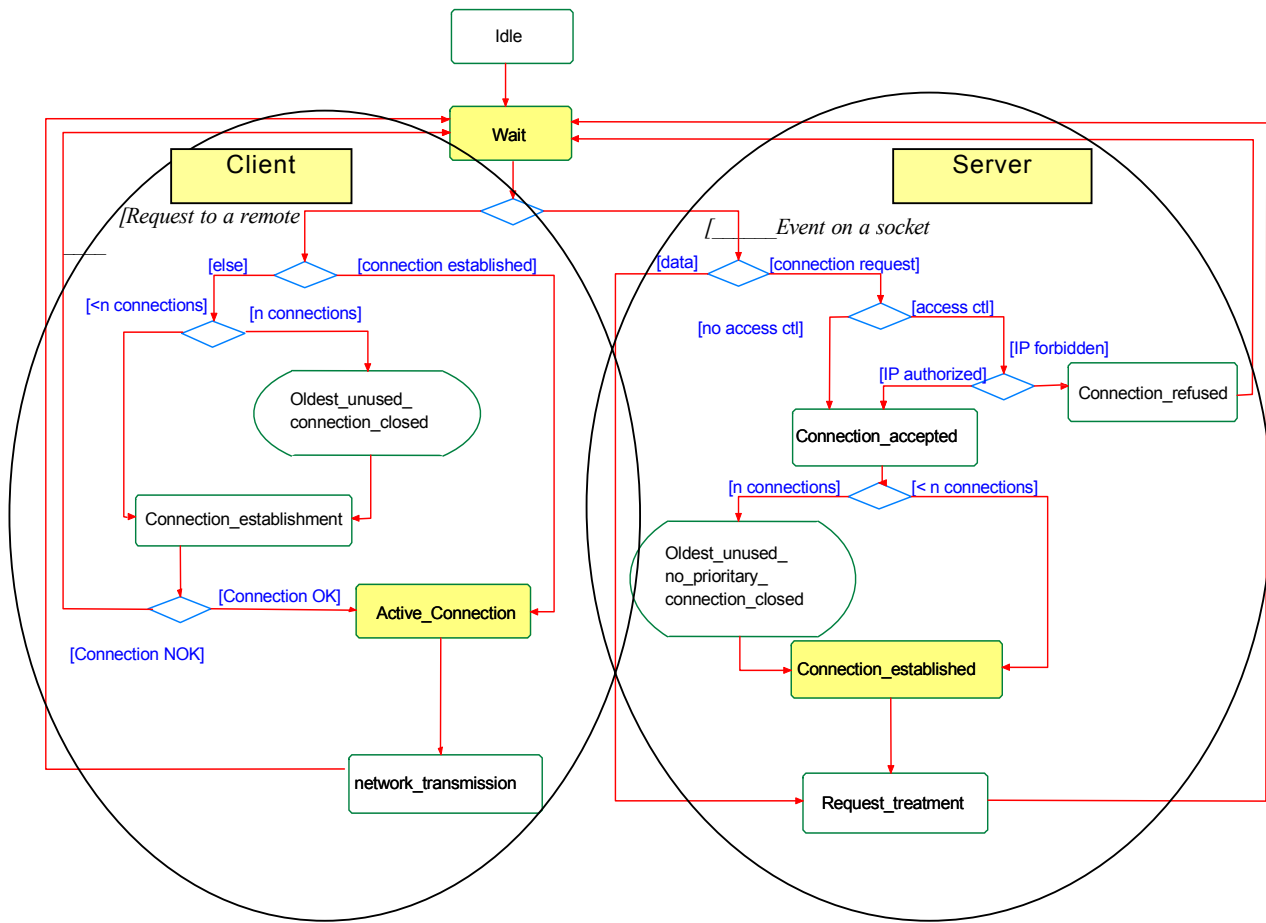 Idle
Wait
Client
Server
[Request to a remote
[______Event on a socket
_____
[else]
[connection established]
[data]
[connection request]
[<n connections]
[n connections]
[no access ctl]
[access ctl]
[IP forbidden]
[IP authorized]
Oldest_unused_
connection_closed
Connection_refused
Connection_accepted
[n connections]
[< n connections]
Connection_establishment
Oldest_unused_
no_prioritary_
connection_closed
[Connection OK]
Active_Connection
[Connection NOK]
Connection_established
network_transmission
Request_treatment